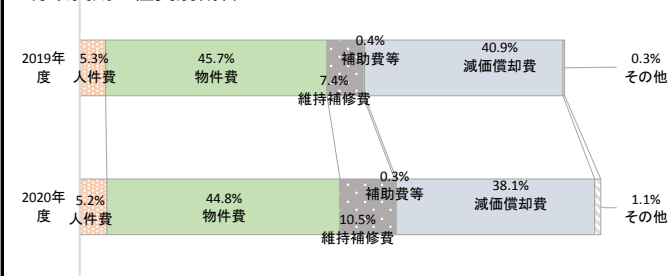 2019年度
5.3%
人件費
45.7%
物件費
7.4%
維持補修費
0.4%
補助費等
40.9%
減価償却費
0.3%
その他
2020年度
5.2%
人件費
44.8%
物件費
10.5%
維持補修費
0.3%
補助費等
38.1%
減価償却費
1.1%
その他